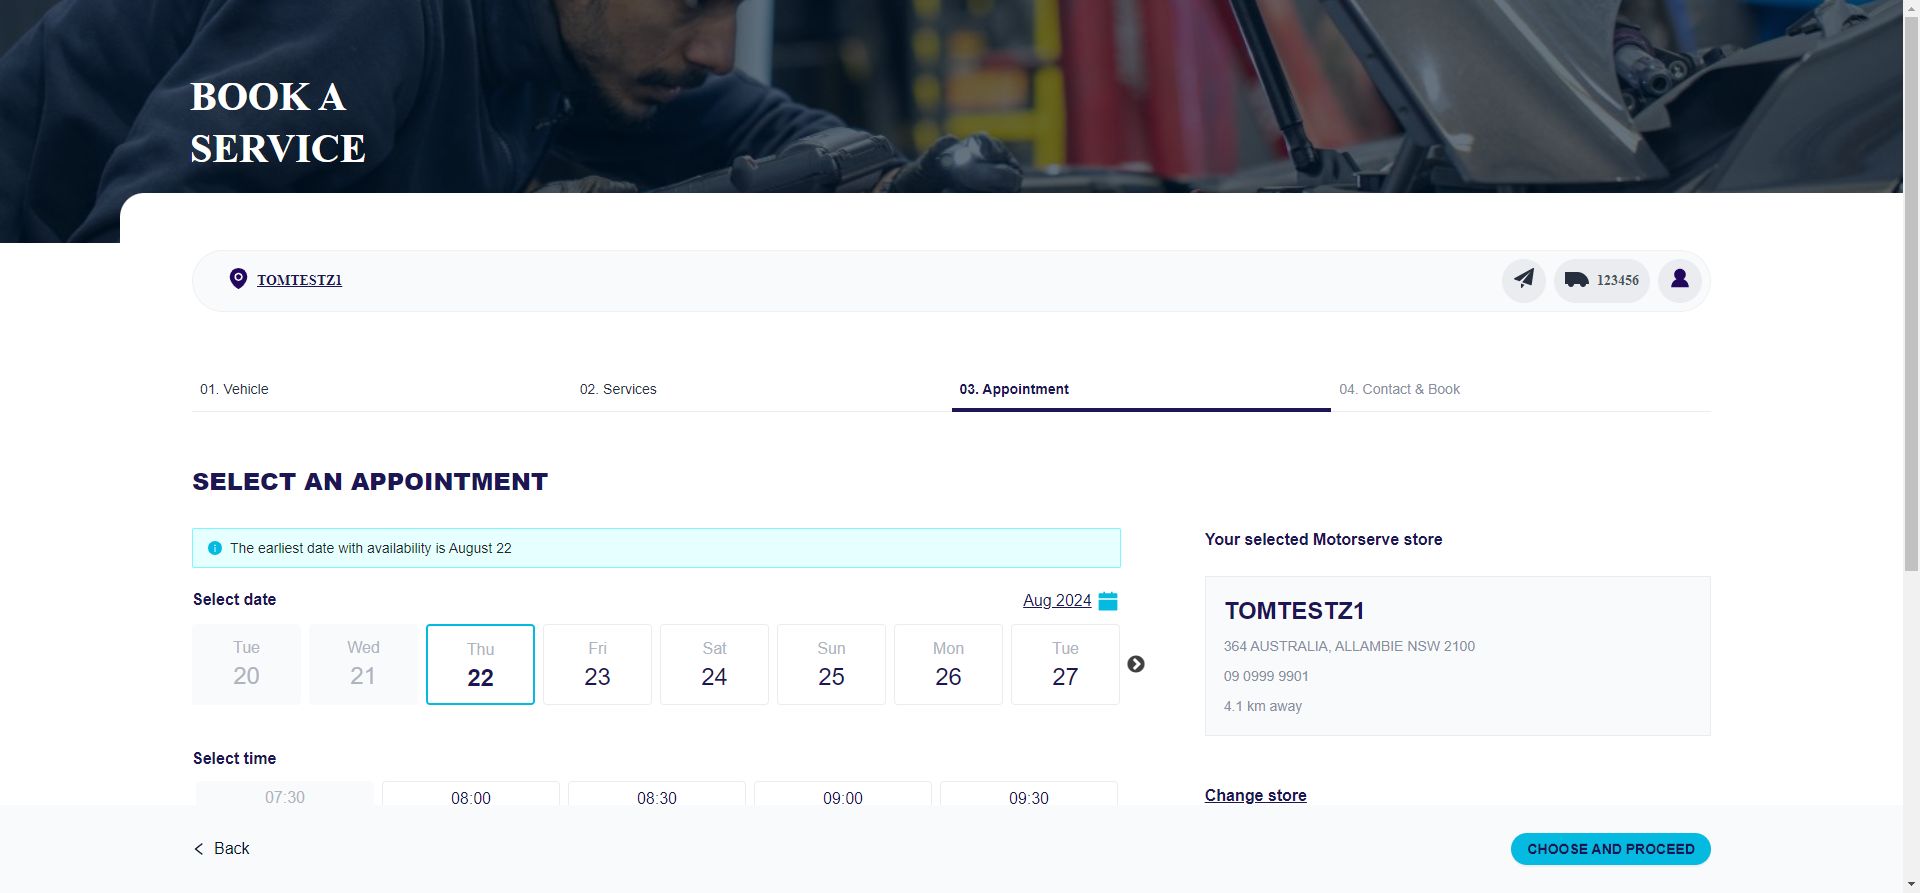 BOOK A
SERVICE
TOMTESTZ1
123456
01. Vehicle
02. Services
03. Appointment
04. Contact & Book
SELECT AN APPOINTMENT
The earliest date with availability is August 22
Select date
Aug 2024
Tue
20
Wed
21
Thu
22
Fri
23
Sat
24
Sun
25
Mon
26
Tue
27
Select time
07:30
08:00
08:30
09:00
09:30
Your selected Motorserve store
TOMTESTZ1
364 AUSTRALIA, ALLAMBIE NSW 2100
09 0999 9901
4.1 km away
Change store
Back
CHOOSE AND PROCEED